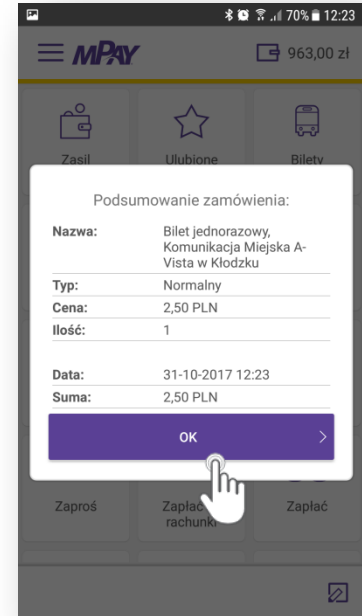 70% 12:23
mPAY 963,00 zł
Zasil Ulubione Bilety
Podsumowanie zamówienia:
Nazwa: Bilet jednorazowy,
Komunikacja Miejska A-
Vista w Kłodzku
Typ: Normalny
Cena: 2,50 PLN
Ilość: 1
Data: 31-10-2017 12:23
Suma: 2,50 PLN
OK
Zaproś Zapłać Zapłać
rachunki